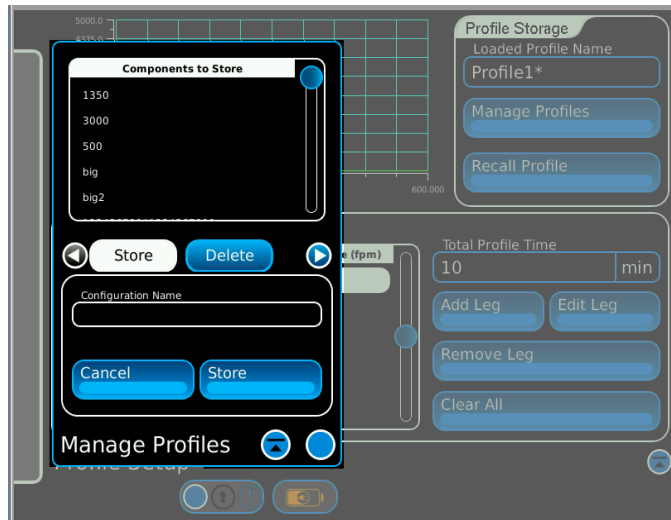 5000.0
4375.0
Components to Store
1350
3000
500
big
big2
Store
Delete
Configuration Name
Cancel
Store
Manage Profiles
Profile Storage
Loaded Profile Name
Profile1*
Manage Profiles
Recall Profile
600.000
(fpm)
Total Profile Time
10 min
Add Leg
Edit Leg
Remove Leg
Clear All
Profile Setup